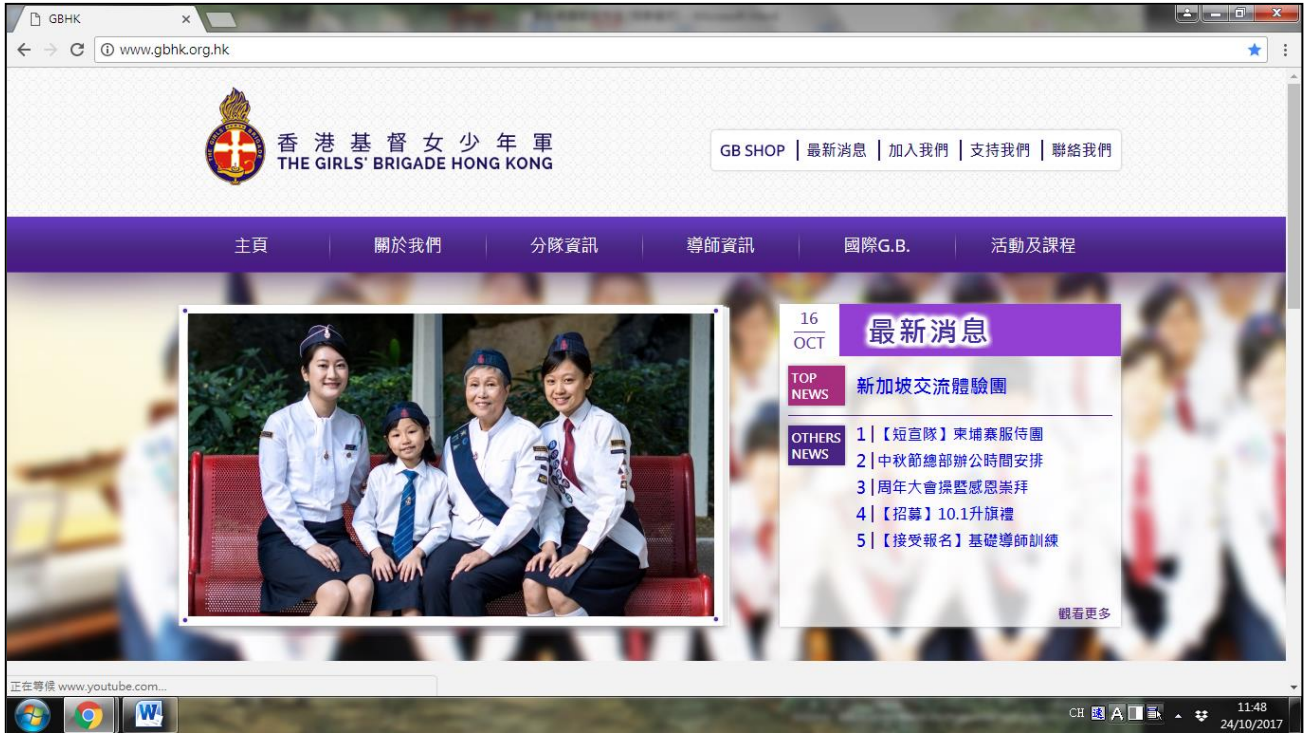 GBHK
www.gbhk.org.hk
香港基督女少年軍
THE GIRLS' BRIGADE HONG KONG
GB SHOP | 最新消息 | 加入我們 | 支持我們 | 聯絡我們
主頁 關於我們 分隊資訊 導師資訊 國際G.B. 活動及課程
16
OCT
最新消息
TOP
NEWS
新加坡交流體驗團
OTHERS
NEWS
1 | 【短宣隊】柬埔寨服侍團
2 | 中秋節總部辦公時間安排
3 | 周年大會操暨感恩崇拜
4 | 【招募】10.1升旗禮
5 | 【接受報名】基礎導師訓練
觀看更多
正在等候 www.youtube.com...
CH
11:48
24/10/2017